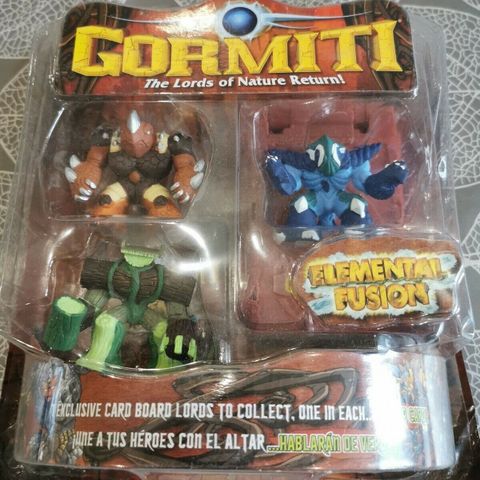 GORMITI
The Lords of Nature Return!
ELEMENTAL
FUSION
EXCLUSIVE CARD BOARD LORDS TO COLLECT, ONE IN EACH...
¡UNE A TUS HÉROES CON EL ALTAR...HABLARÁN DE